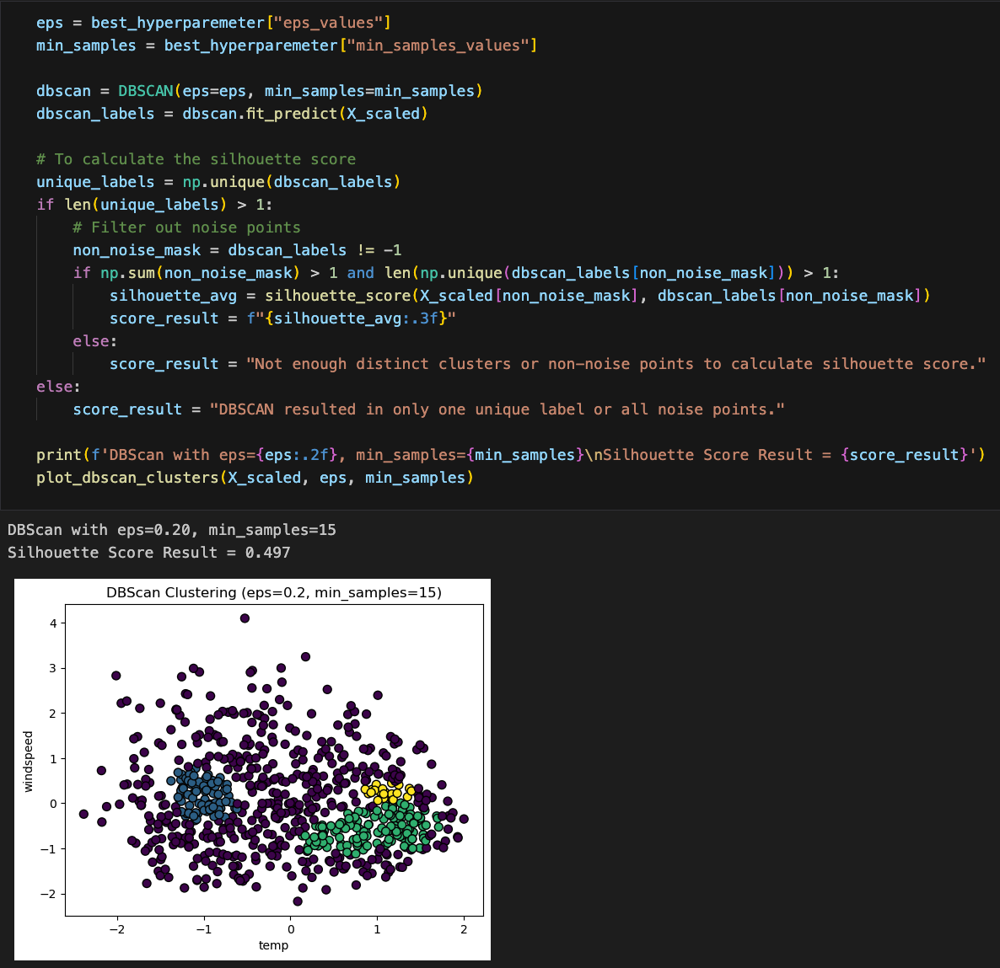 eps = best_hyperparemeter["eps_values"]
min_samples = best_hyperparemeter["min_samples_values"]
dbscan = DBSCAN(eps=eps, min_samples=min_samples)
dbscan_labels = dbscan.fit_predict(X_scaled)
# To calculate the silhouette score
unique_labels = np.unique(dbscan_labels)
if len(unique_labels) > 1:
    # Filter out noise points
    non_noise_mask = dbscan_labels != -1
    if np.sum(non_noise_mask) > 1 and len(np.unique(dbscan_labels[non_noise_mask])) > 1:
        silhouette_avg = silhouette_score(X_scaled[non_noise_mask], dbscan_labels[non_noise_mask])
        score_result = f"{silhouette_avg:.3f}"
    else:
        score_result = "Not enough distinct clusters or non-noise points to calculate silhouette score."
else:
    score_result = "DBSCAN resulted in only one unique label or all noise points."
print(f'DBScan with eps={eps:.2f}, min_samples={min_samples}\nSilhouette Score Result = {score_result}')
plot_dbscan_clusters(X_scaled, eps, min_samples)
DBScan with eps=0.20, min_samples=15
Silhouette Score Result = 0.497
DBScan Clustering (eps=0.2, min_samples=15)
4
3
2
1
0
−1
−2
windspeed
−2 −1 0 1 2
temp